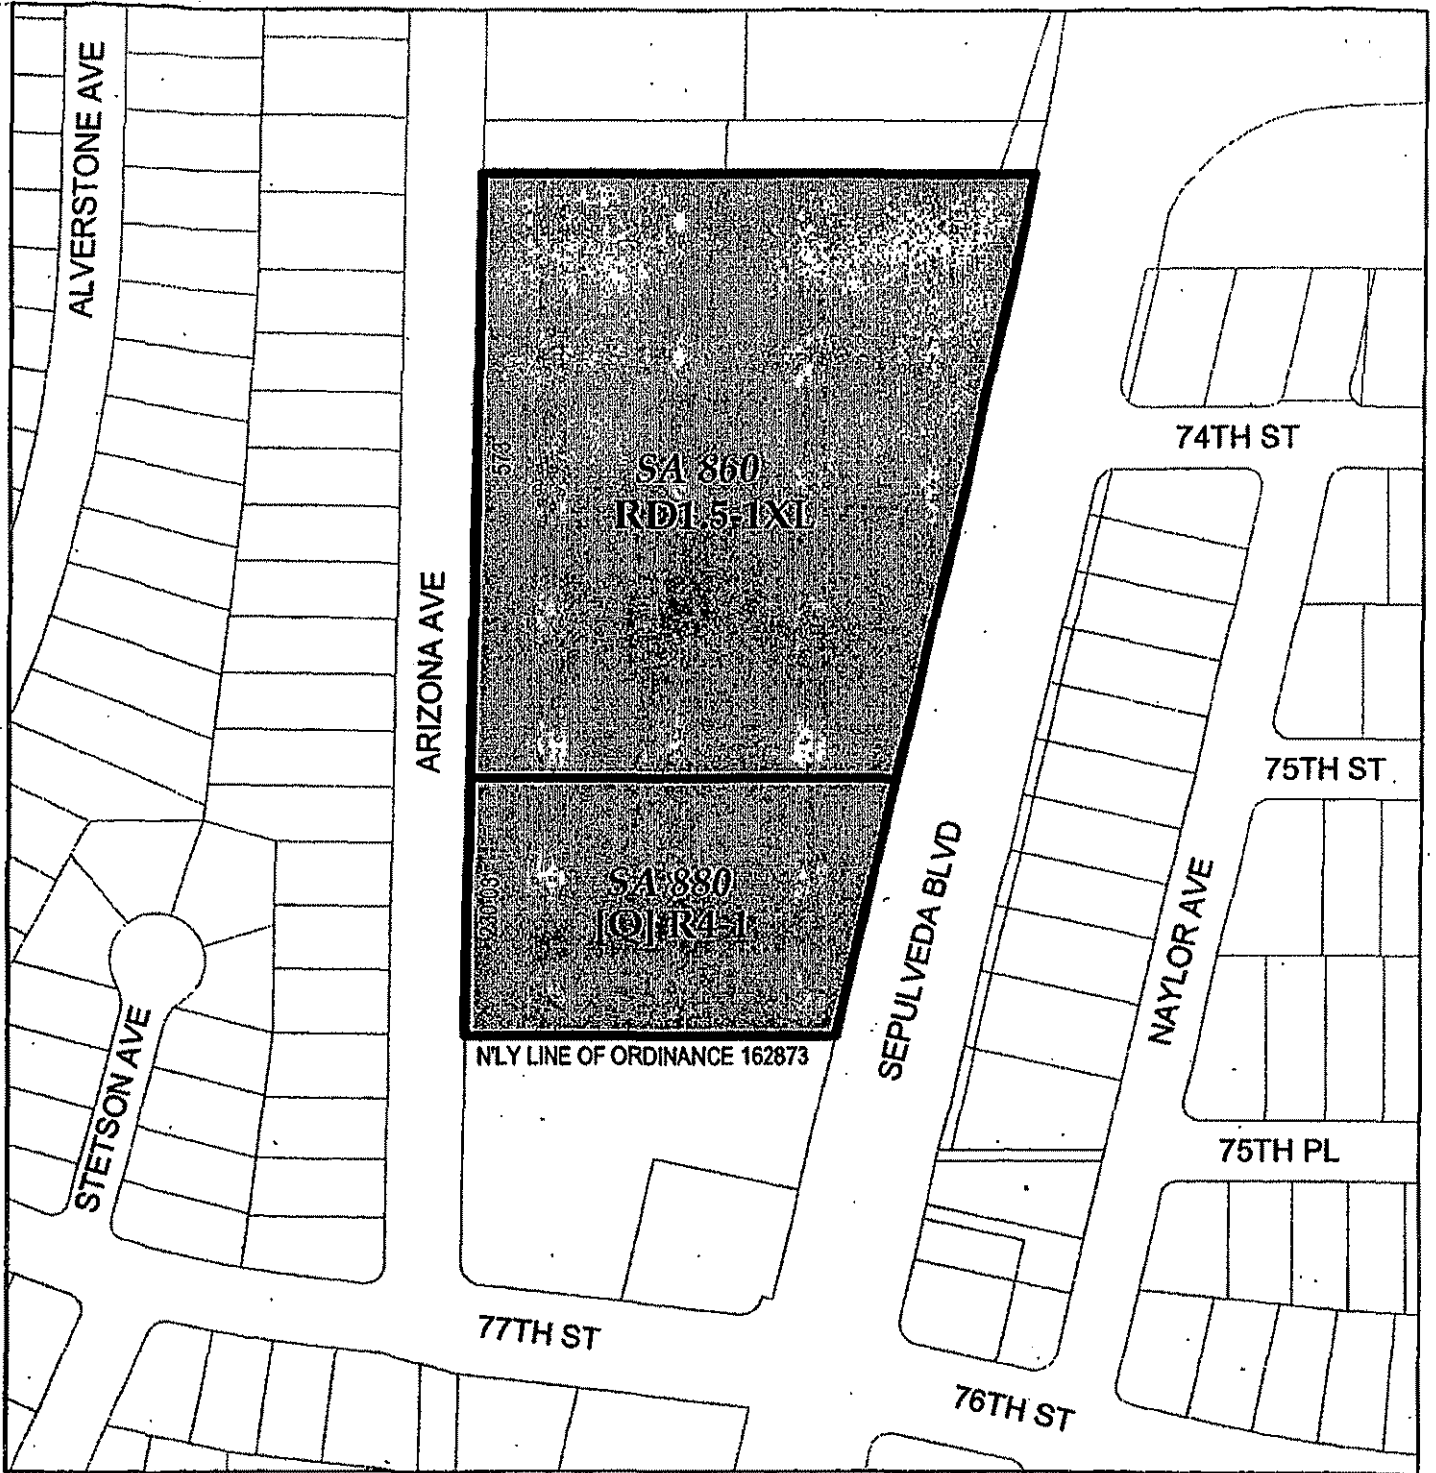 ALVERSTONE AVE
74TH ST
573
SA 860
RD1.5-1XL
ARIZONA AVE
75TH ST
SEPULVEDA BLVD
NAYLOR AVE
SA 880
[Q] R4-1
STETSON AVE
N'LY LINE OF ORDINANCE 162873
75TH PL
77TH ST
76TH ST